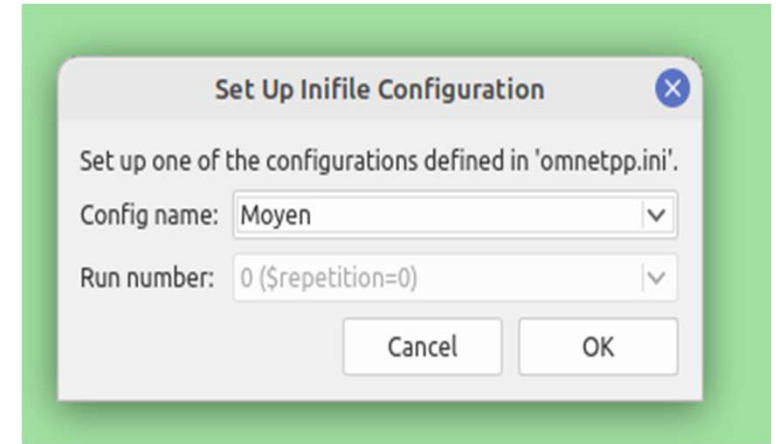 Set Up Inifile Configuration
Set up one of the configurations defined in 'omnetpp.ini'.
Config name: Moyen
Run number: 0 ($repetition=0)
Cancel OK